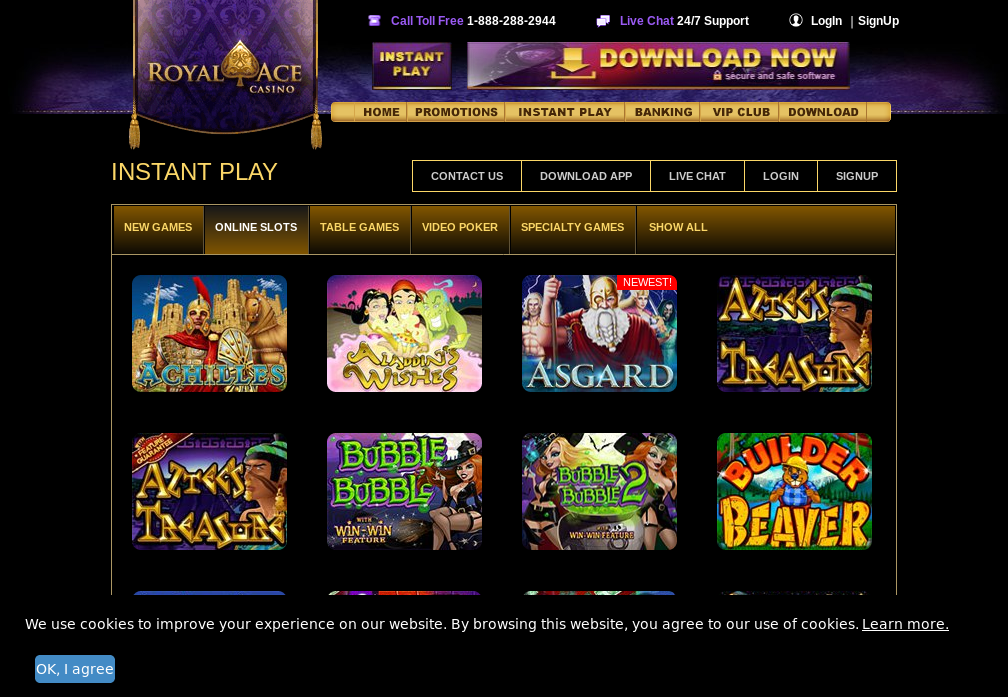 Call Toll Free 1-888-288-2944
Live Chat 24/7 Support
LogIn | SignUp
ROYAL ACE
CASINO
INSTANT
PLAY
DOWNLOAD NOW
secure and safe software
HOME
PROMOTIONS
INSTANT PLAY
BANKING
VIP CLUB
DOWNLOAD
INSTANT PLAY
CONTACT US
DOWNLOAD APP
LIVE CHAT
LOGIN
SIGNUP
NEW GAMES
ONLINE SLOTS
TABLE GAMES
VIDEO POKER
SPECIALTY GAMES
SHOW ALL
ACHILLES
ALADDIN'S
WISHES
NEWEST!
ASGARD
AZTEC'S
TREASURE
WITH
FEATURE
GUARANTEE
AZTEC'S
TREASURE
BUBBLE
BUBBLE
WITH
WIN-WIN
FEATURE
BUBBLE
BUBBLE 2
WITH
WIN-WIN FEATURE
BUILDER
BEAVER
We use cookies to improve your experience on our website. By browsing this website, you agree to our use of cookies. Learn more.
OK, I agree